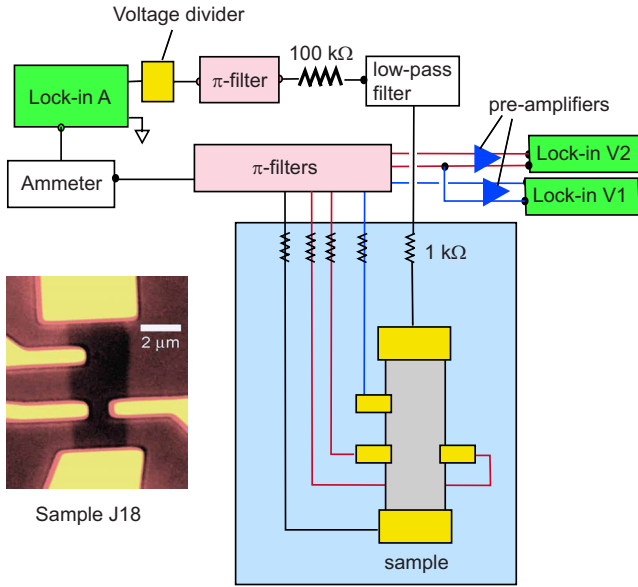 Voltage divider
100 kΩ
π-filter
low-pass
filter
Lock-in A
pre-amplifiers
Lock-in V2
π-filters
Ammeter
Lock-in V1
1 kΩ
2 μm
Sample J18
sample